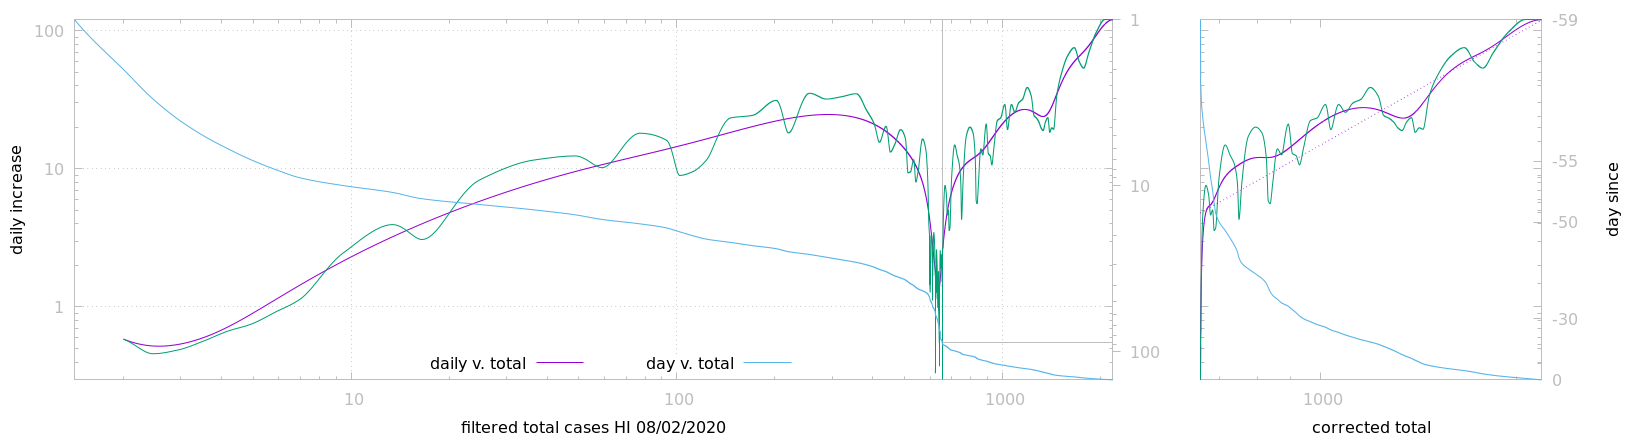 100
10
1
daily increase
10
100
1000
filtered total cases HI 08/02/2020
daily v. total
day v. total
1
10
100
1000
corrected total
-59
-55
-50
-30
0
day since